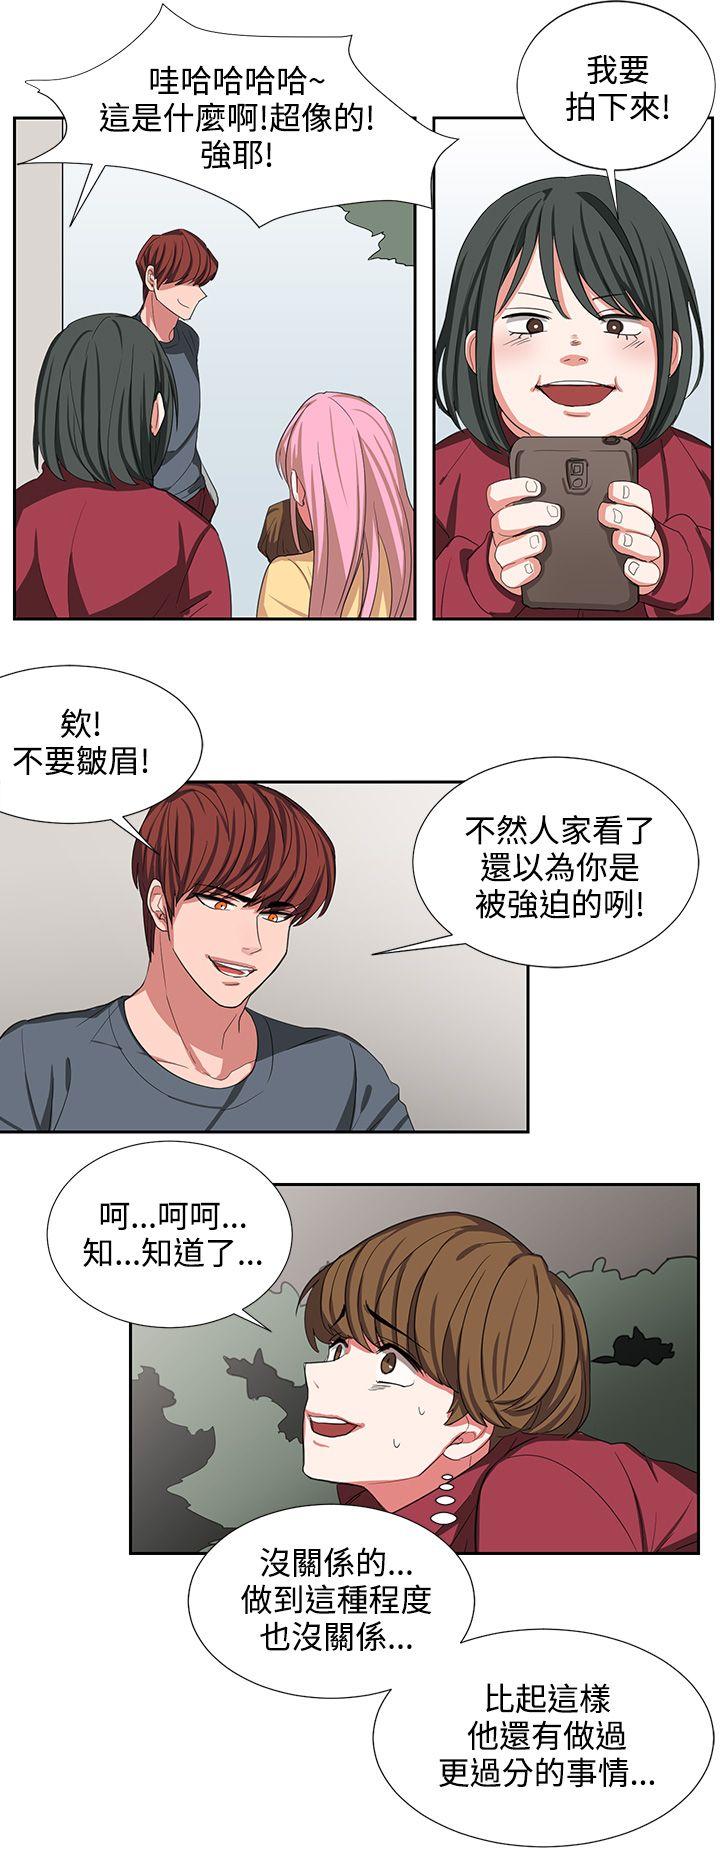 哇哈哈哈哈~
這是什麼啊!超像的!
強耶!
我要
拍下來!
欸!
不要皺眉!
不然人家看了
還以為你是
被強迫的咧!
呵...呵呵...
知...知道了...
沒關係的...
做到這種程度
也沒關係...
比起這樣
他還有做過
更過分的事情...